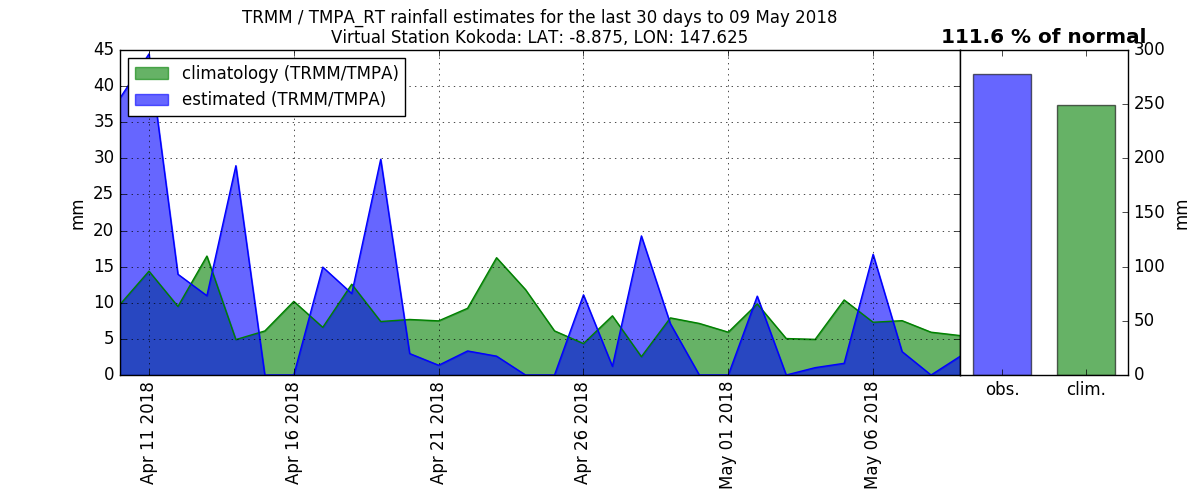 TRMM / TMPA_RT rainfall estimates for the last 30 days to 09 May 2018
Virtual Station Kokoda: LAT: -8.875, LON: 147.625
111.6 % of normal
climatology (TRMM/TMPA)
estimated (TRMM/TMPA)
45
40
35
30
25
20
15
10
5
0
mm
Apr 11 2018
Apr 16 2018
Apr 21 2018
Apr 26 2018
May 01 2018
May 06 2018
300
250
200
150
100
50
0
mm
obs.
clim.